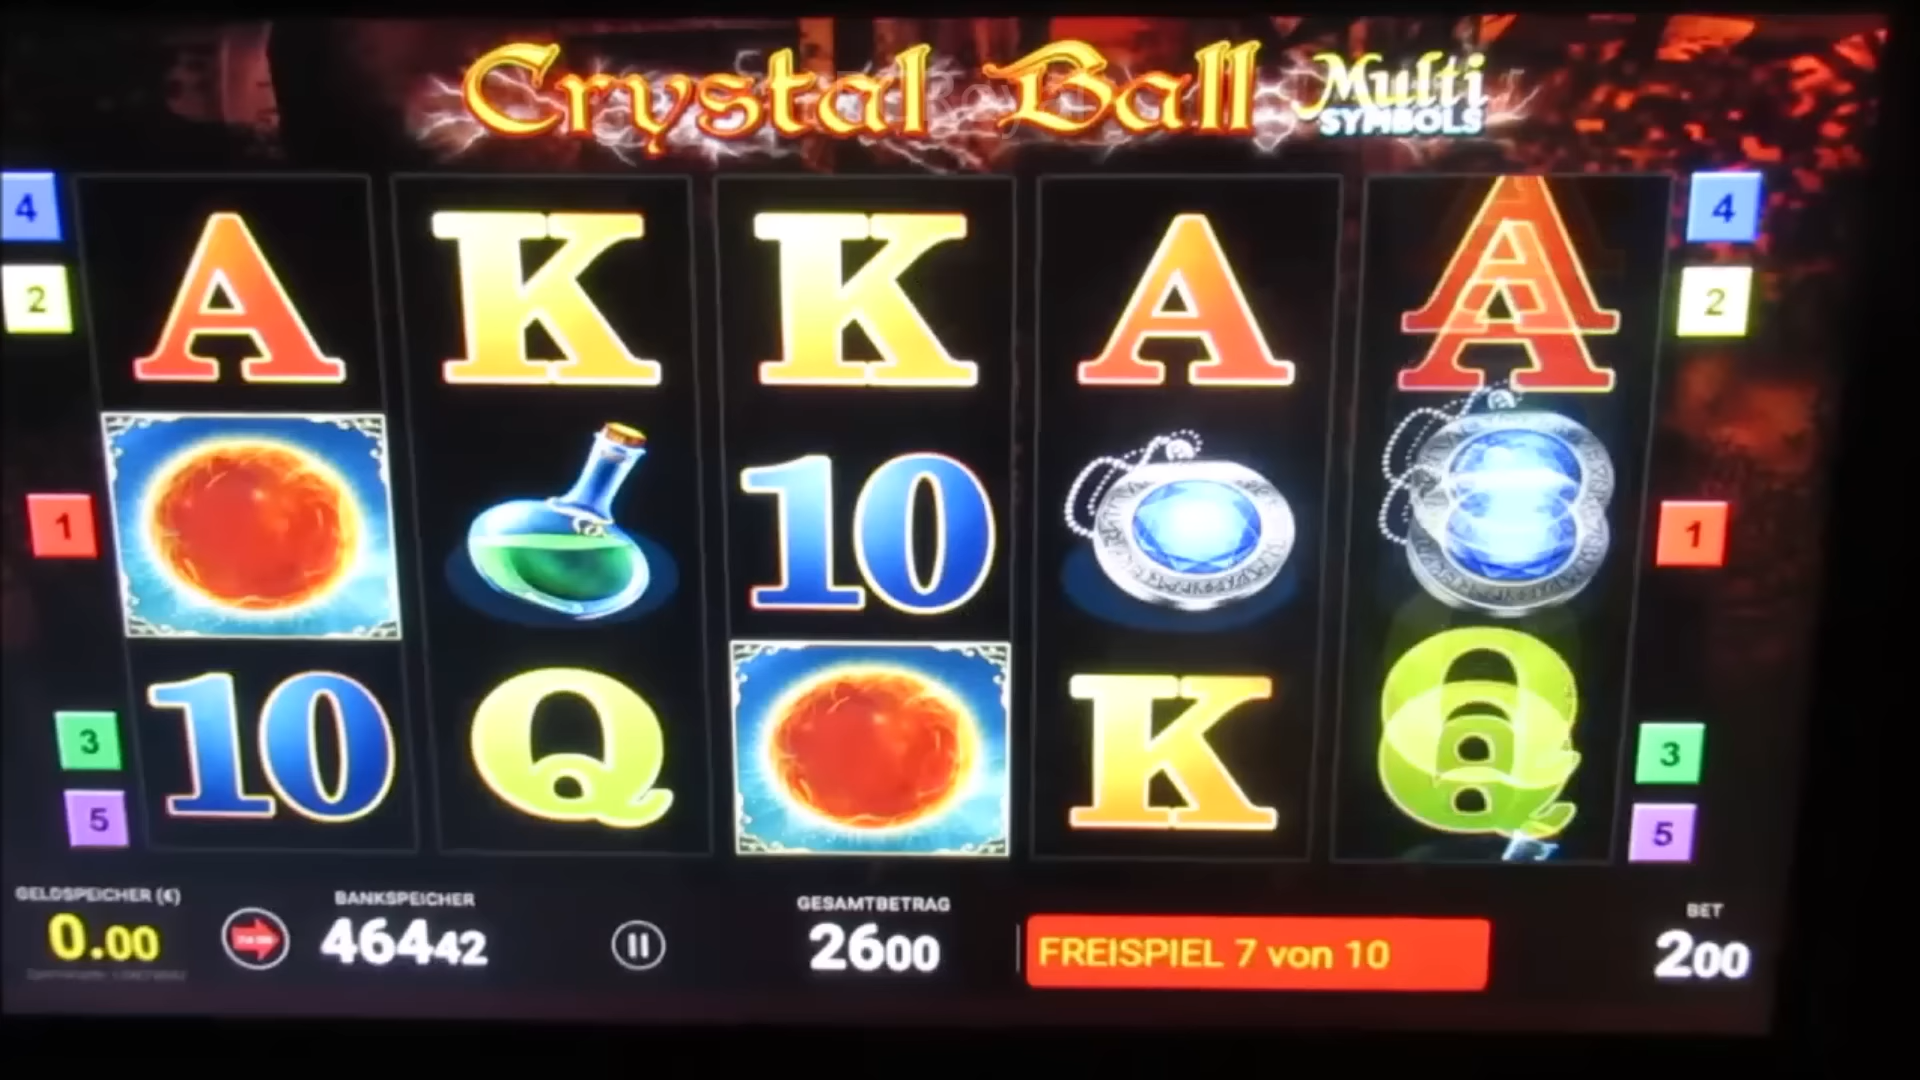 Crystal Ball Multi
SYMBOLS
4 A K K A A 4
2 2
1 10 1
10 Q K Q
3 3
5 5
GELDSPEICHER (€) BANKSPEICHER GESAMTBETRAG BET
0.00 46442 2600 FREISPIEL 7 von 10 200